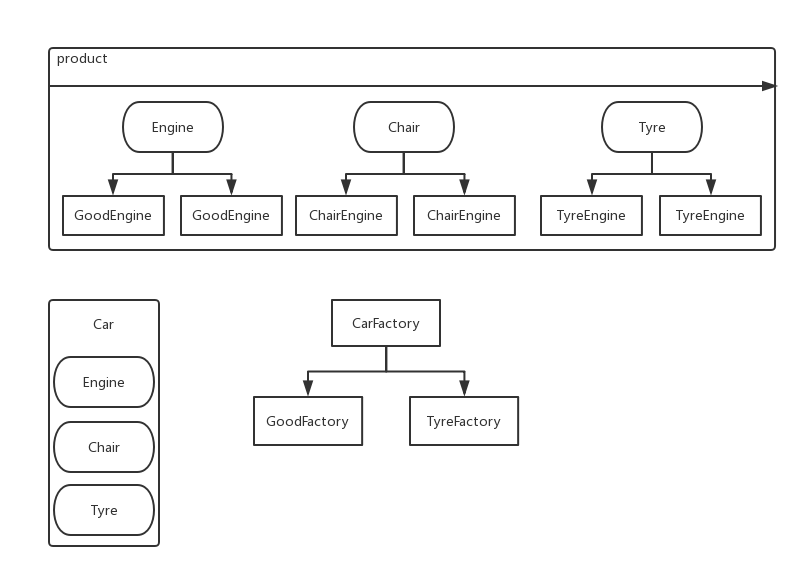 product
Engine
Chair
Tyre
GoodEngine
GoodEngine
ChairEngine
ChairEngine
TyreEngine
TyreEngine
Car
Engine
Chair
Tyre
CarFactory
GoodFactory
TyreFactory